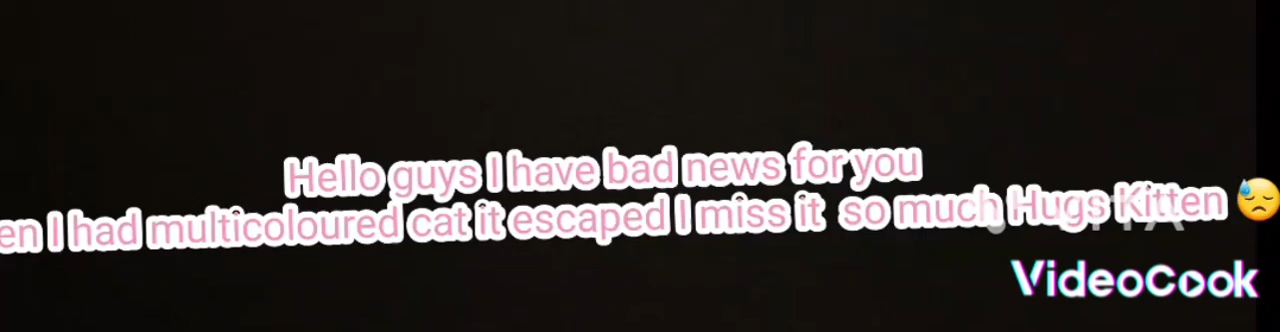 Hello guys I have bad news for you
en I had multicoloured cat it escaped I miss it so much Hugs Kitten 😓
VideoCook